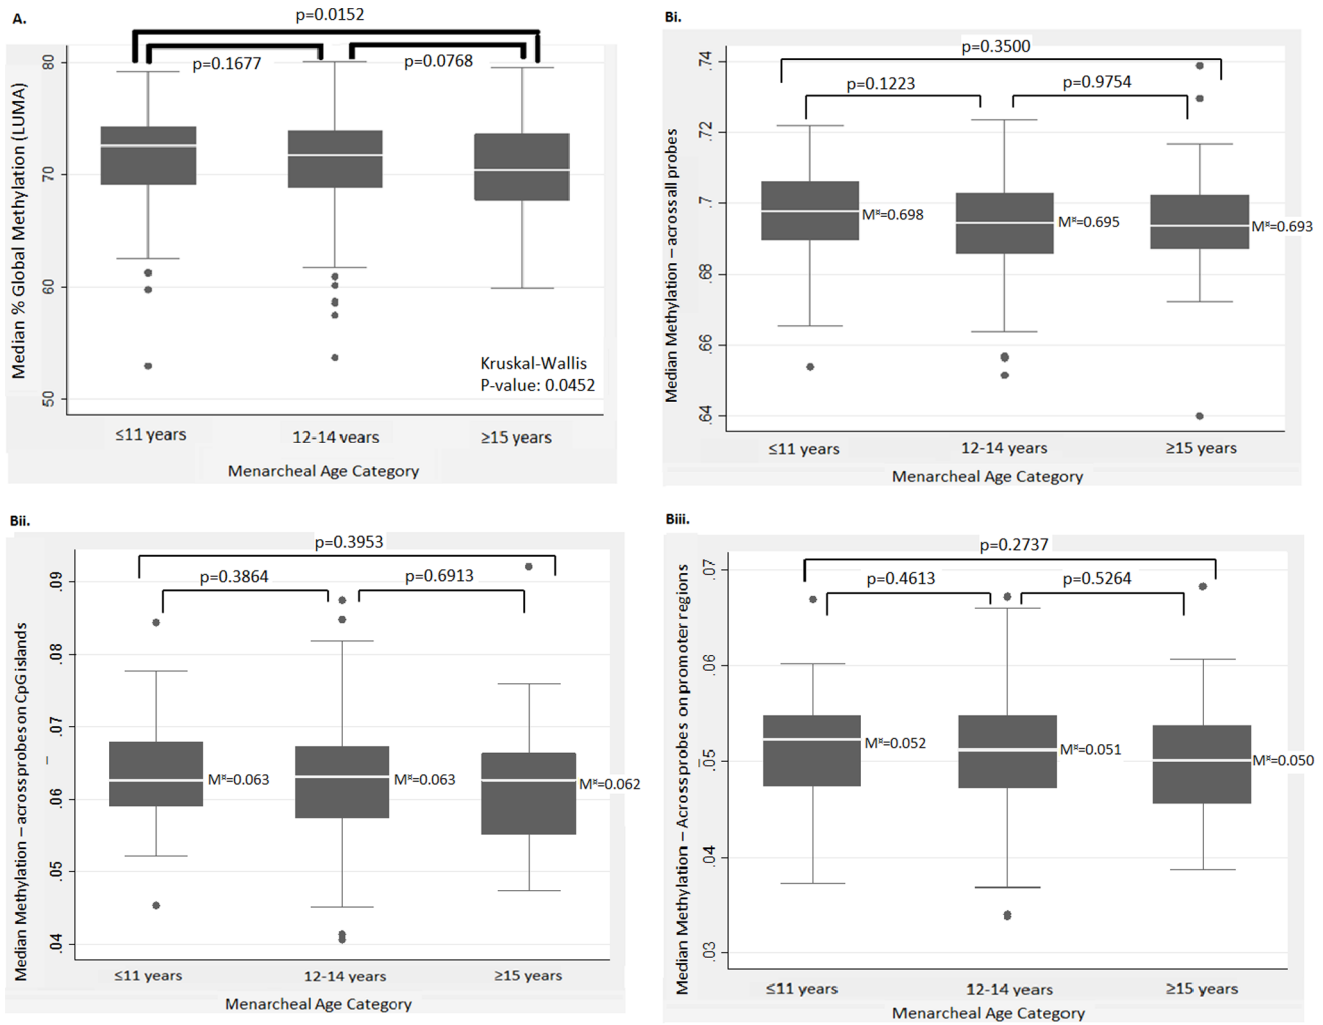 A.
p=0.0152
p=0.1677
p=0.0768
Median % Global Methylation (LUMA)
80
70
60
50
Kruskal-Wallis
P-value: 0.0452
≤11 years
12-14 years
≥15 years
Menarcheal Age Category
Bi.
p=0.3500
p=0.1223
p=0.9754
Median Methylation – across all probes
.74
.72
.7
.68
.66
.64
M¤=0.698
M¤=0.695
M¤=0.693
≤11 years
12-14 years
≥15 years
Menarcheal Age Category
Bii.
p=0.3953
p=0.3864
p=0.6913
Median Methylation – across probes on CpG islands
.09
.08
.07
.06
.05
.04
M¤=0.063
M¤=0.063
M¤=0.062
≤11 years
12-14 years
≥15 years
Menarcheal Age Category
Biii.
p=0.2737
p=0.4613
p=0.5264
Median Methylation – Across probes on promoter regions
.07
.06
.05
.04
.03
M¤=0.052
M¤=0.051
M¤=0.050
≤11 years
12-14 years
≥15 years
Menarcheal Age Category